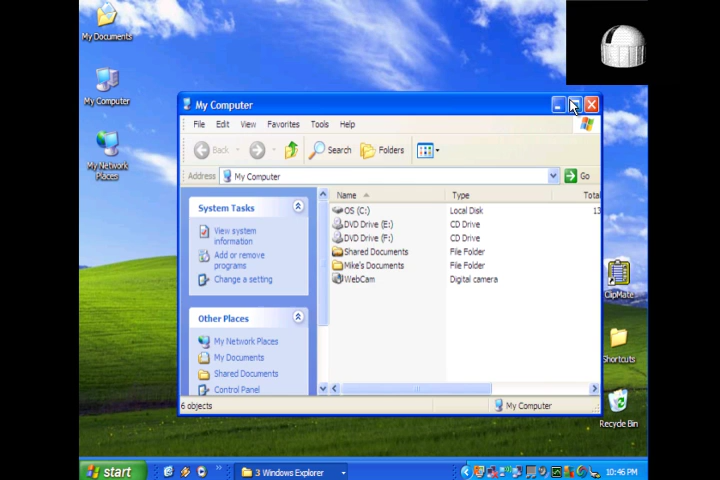 My Documents
My Computer
My Network
Places
My Computer
File Edit View Favorites Tools Help
Back Search Folders
Address My Computer Go
System Tasks
View system
information
Add or remove
programs
Change a setting
Other Places
My Network Places
My Documents
Shared Documents
Control Panel
Name Type Total
OS (C:) Local Disk 13
DVD Drive (E:) CD Drive
DVD Drive (F:) CD Drive
Shared Documents File Folder
Mike's Documents File Folder
WebCam Digital camera
6 objects My Computer
ClipMate
Shortcuts
Recycle Bin
start 3 Windows Explorer 10:46 PM